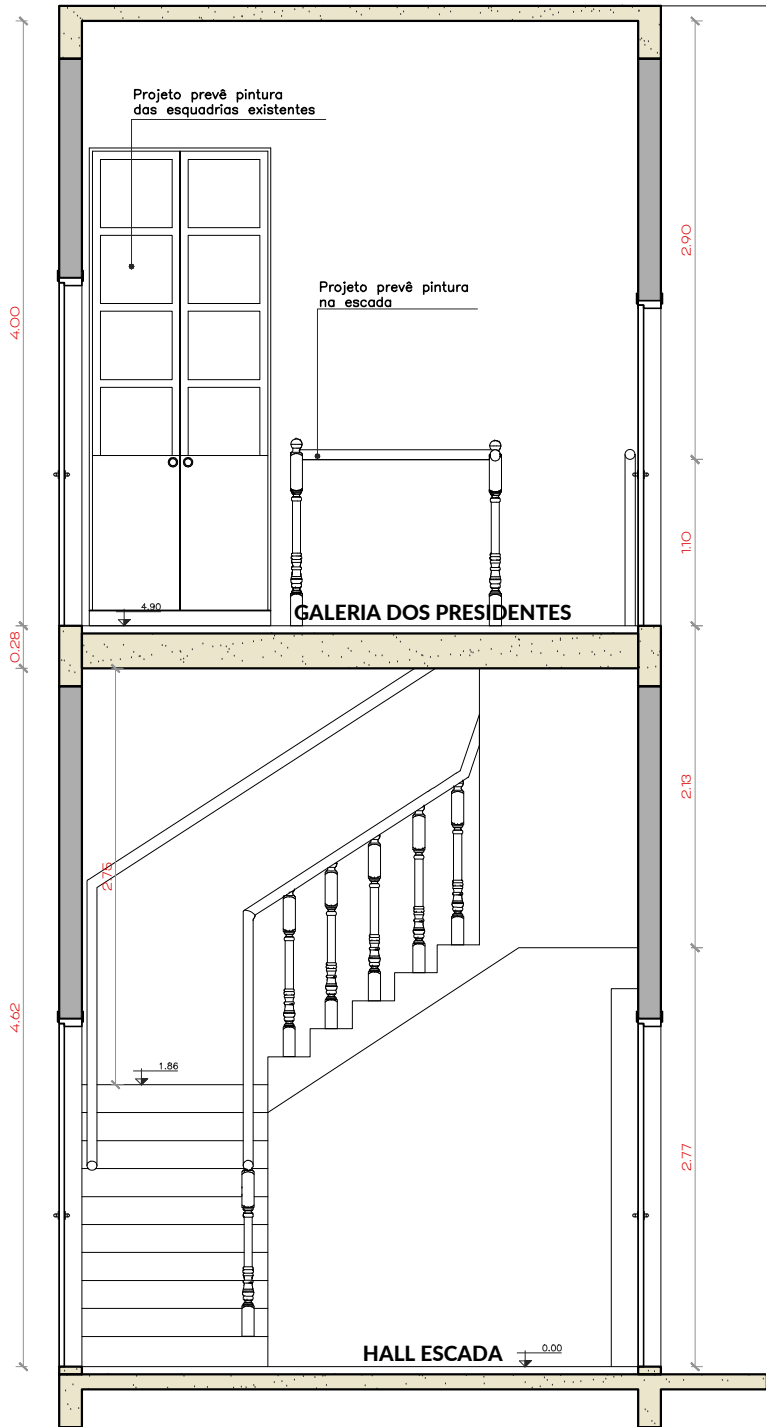 Projeto prevê pintura
das esquadrias existentes
2.90
Projeto prevê pintura
na escada
4.00
1.10
4.90
GALERIA DOS PRESIDENTES
0.28
2.13
2.75
4.62
1.86
2.77
HALL ESCADA
0.00